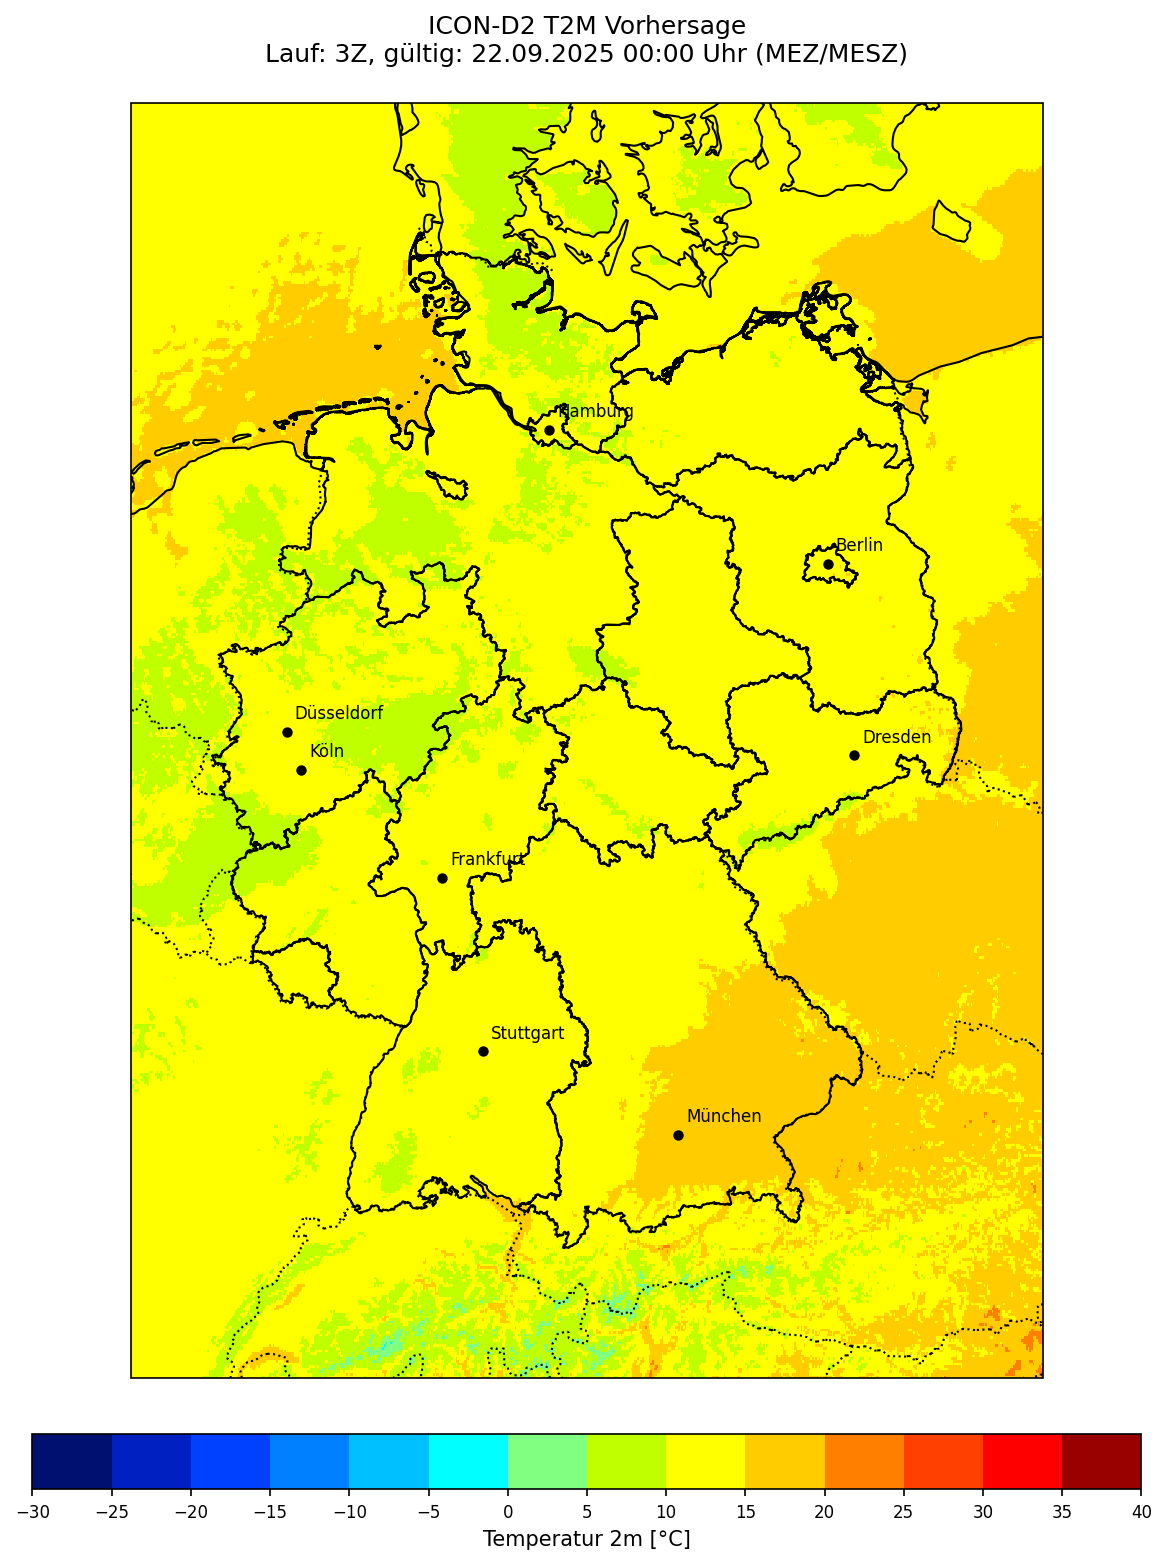 ICON-D2 T2M Vorhersage
Lauf: 3Z, gültig: 22.09.2025 00:00 Uhr (MEZ/MESZ)
Hamburg
Berlin
Düsseldorf
Dresden
Köln
Frankfurt
Stuttgart
München
−30 −25 −20 −15 −10 −5 0 5 10 15 20 25 30 35 40
Temperatur 2m [°C]